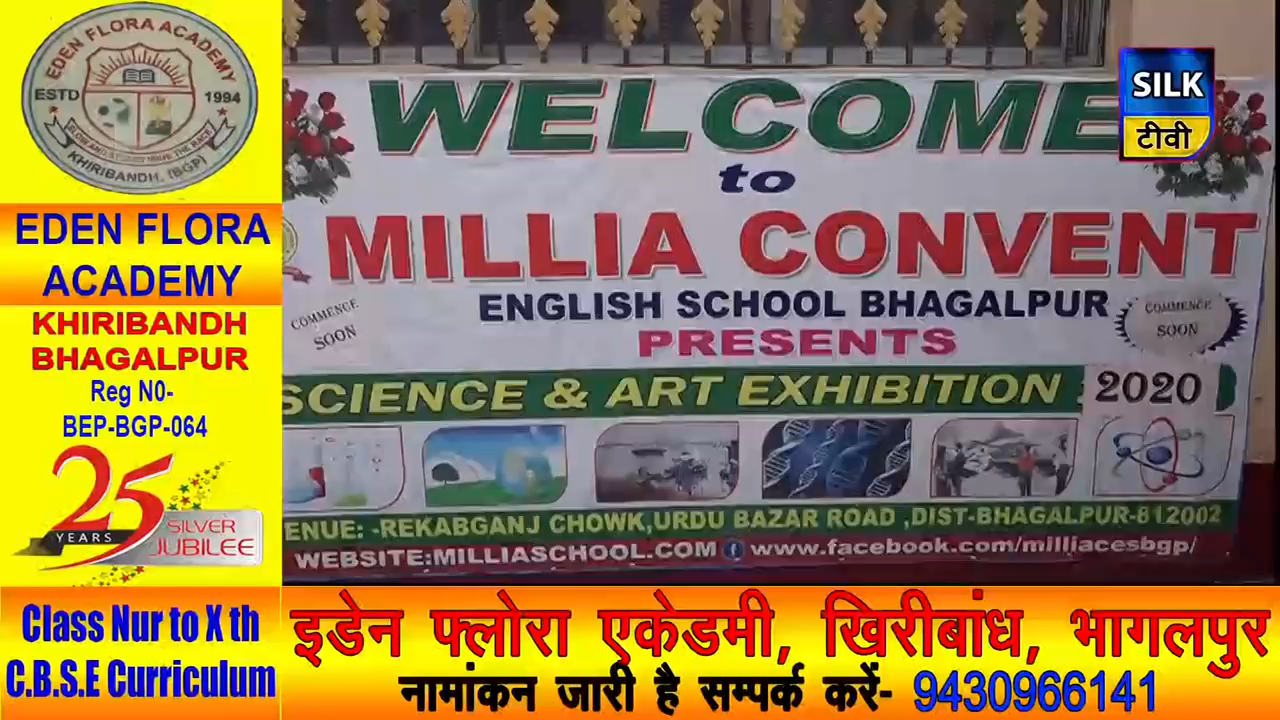 EDEN FLORA ACADEMY
ESTD 1994
KHIRIBANDH, (BGP)
EDEN FLORA
ACADEMY
KHIRIBANDH
BHAGALPUR
Reg N0-
BEP-BGP-064
25
YEARS
SILVER
JUBILEE
Class Nur to X th
C.B.S.E Curriculum
SILK
टीवी
WELCOME
to
MILLIA CONVENT
ENGLISH SCHOOL BHAGALPUR
COMMENCE
SOON
COMMENCE
SOON
PRESENTS
SCIENCE & ART EXHIBITION 2020
ENUE: -REKABGANJ CHOWK,URDU BAZAR ROAD ,DIST-BHAGALPUR-812002
WEBSITE:MILLIASCHOOL.COM f www.facebook.com/milliacesbgp/
इडेन फ्लोरा एकेडमी, खिरीबांध, भागलपुर
नामांकन जारी है सम्पर्क करें- 9430966141